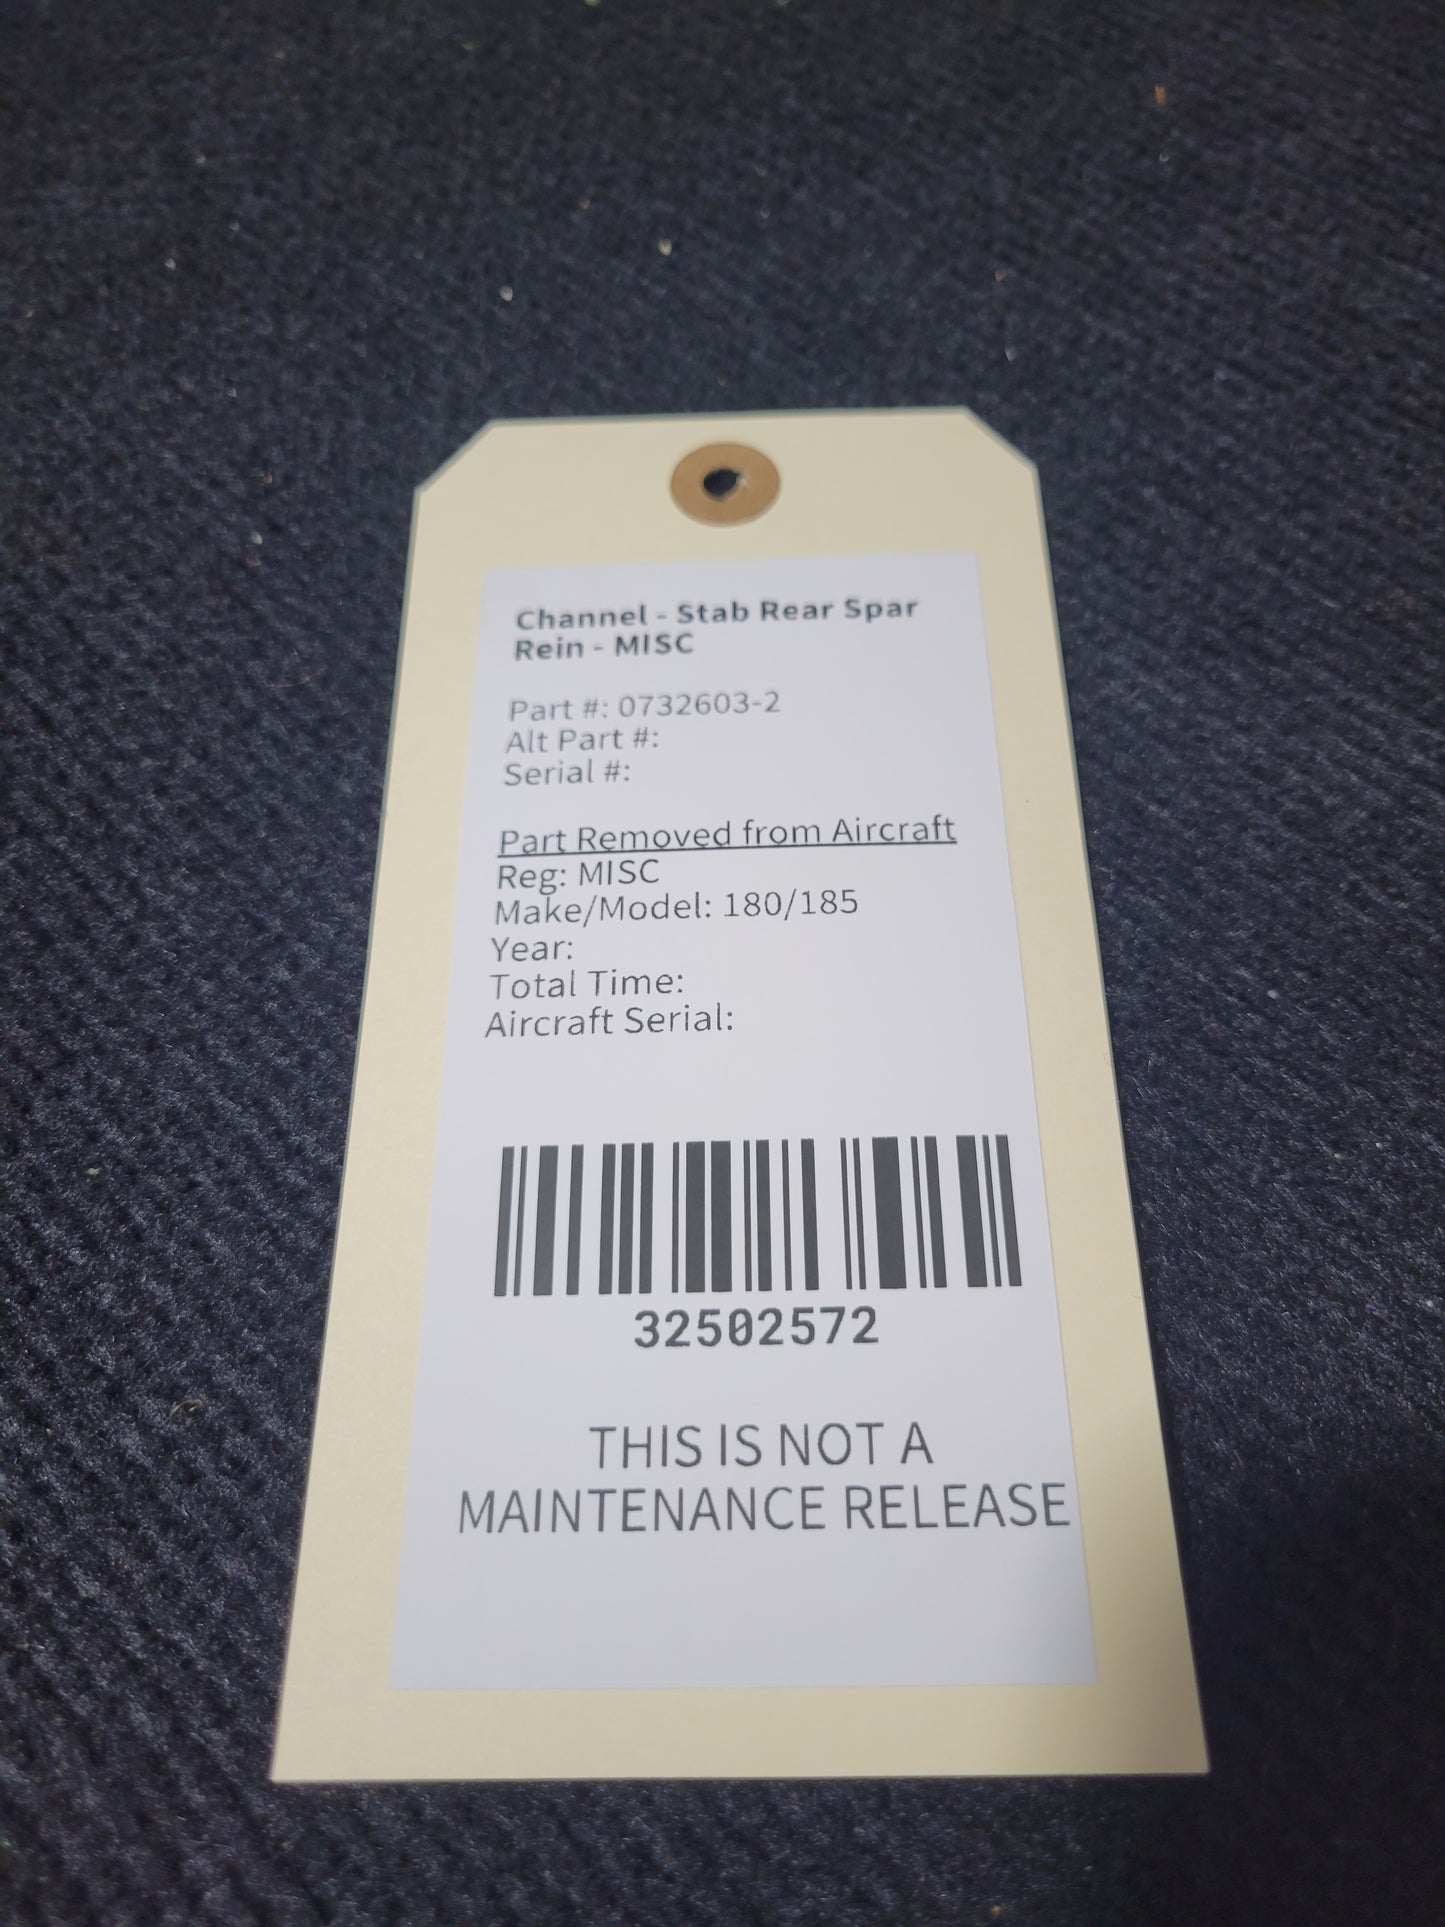 Channel - Stab Rear Spar
Rein - MISC
Part #: 0732603-2
Alt Part #:
Serial #:
Part Removed from Aircraft
Reg: MISC
Make/Model: 180/185
Year:
Total Time:
Aircraft Serial:
32502572
THIS IS NOT A
MAINTENANCE RELEASE